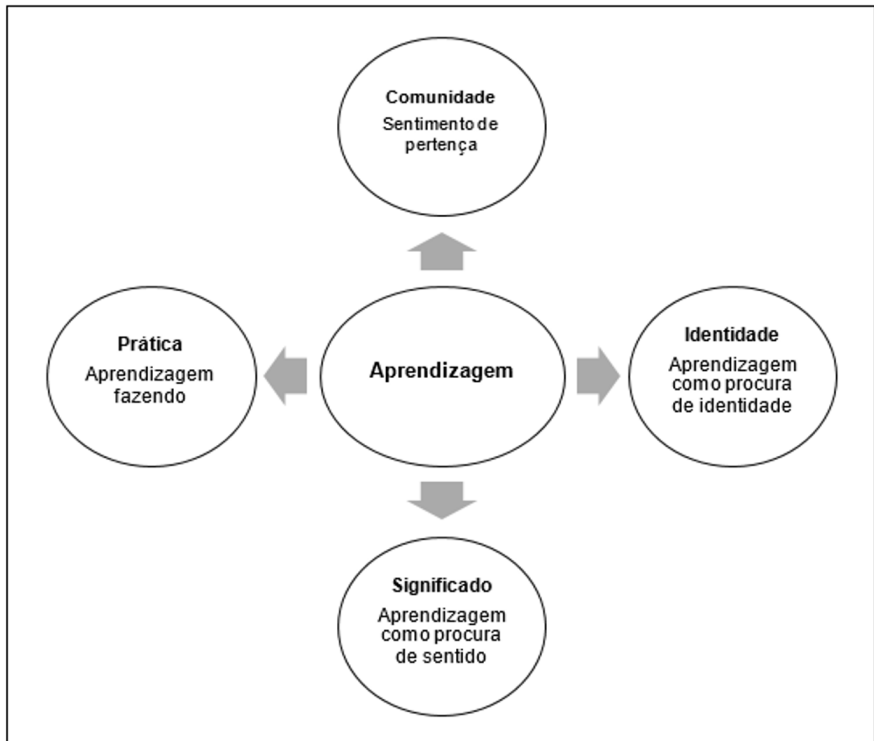 Comunidade
Sentimento de
pertença
Prática
Aprendizagem
fazendo
Aprendizagem
Identidade
Aprendizagem
como procura
de identidade
Significado
Aprendizagem
como procura
de sentido